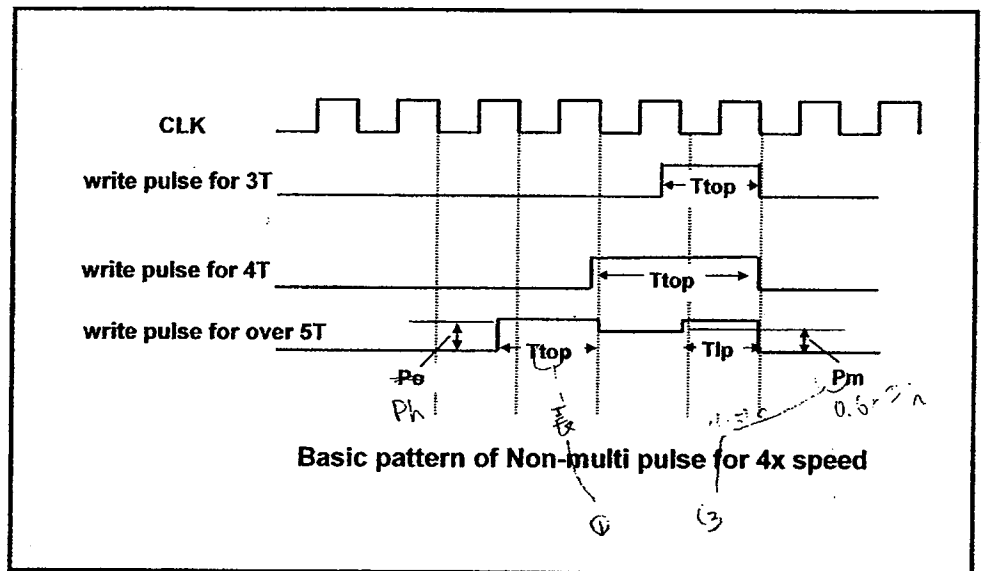 CLK
write pulse for 3T
Ttop
write pulse for 4T
Ttop
write pulse for over 5T
Ttop
Tlp
Po
Pm
Ph
Basic pattern of Non-multi pulse for 4x speed